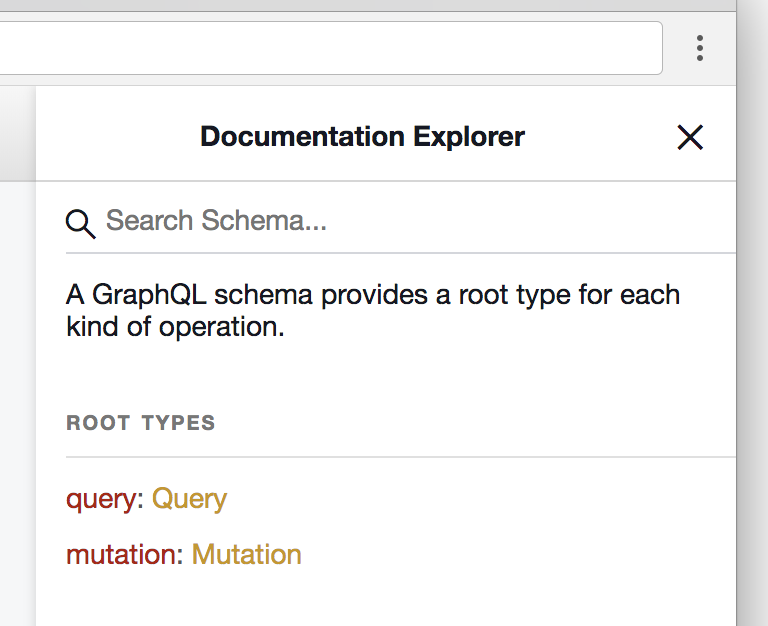 Documentation Explorer
Search Schema...
A GraphQL schema provides a root type for each
kind of operation.
ROOT TYPES
query: Query
mutation: Mutation